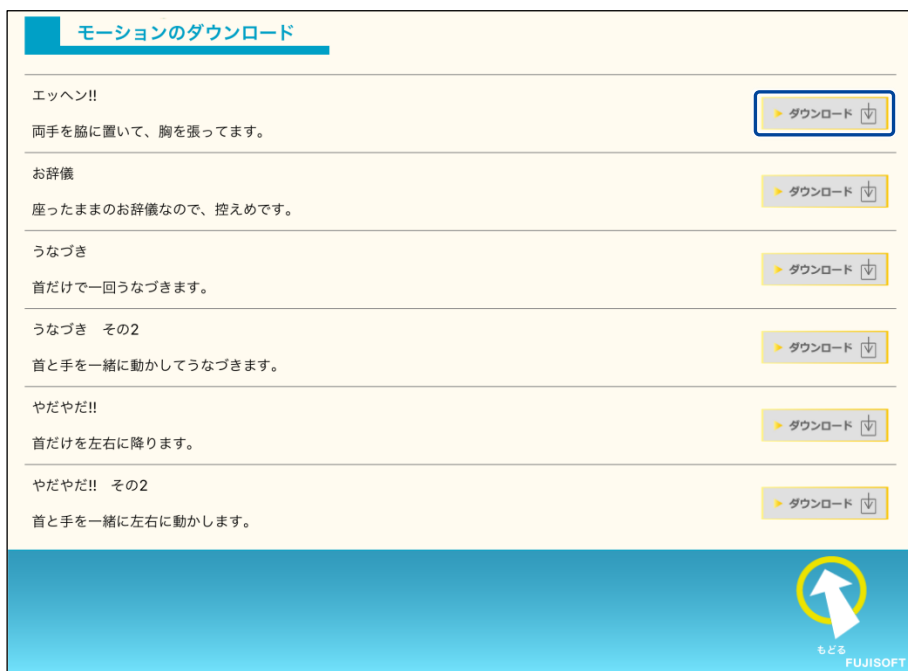 モーションのダウンロード
エッヘン!!
両手を脇に置いて、胸を張ってます。
ダウンロード
お辞儀
座ったままのお辞儀なので、控えめです。
ダウンロード
うなづき
首だけで一回うなづきます。
ダウンロード
うなづき　その2
首と手を一緒に動かしてうなづきます。
ダウンロード
やだやだ!!
首だけを左右に降ります。
ダウンロード
やだやだ!!　その2
首と手を一緒に左右に動かします。
ダウンロード
もどる
FUJISOFT